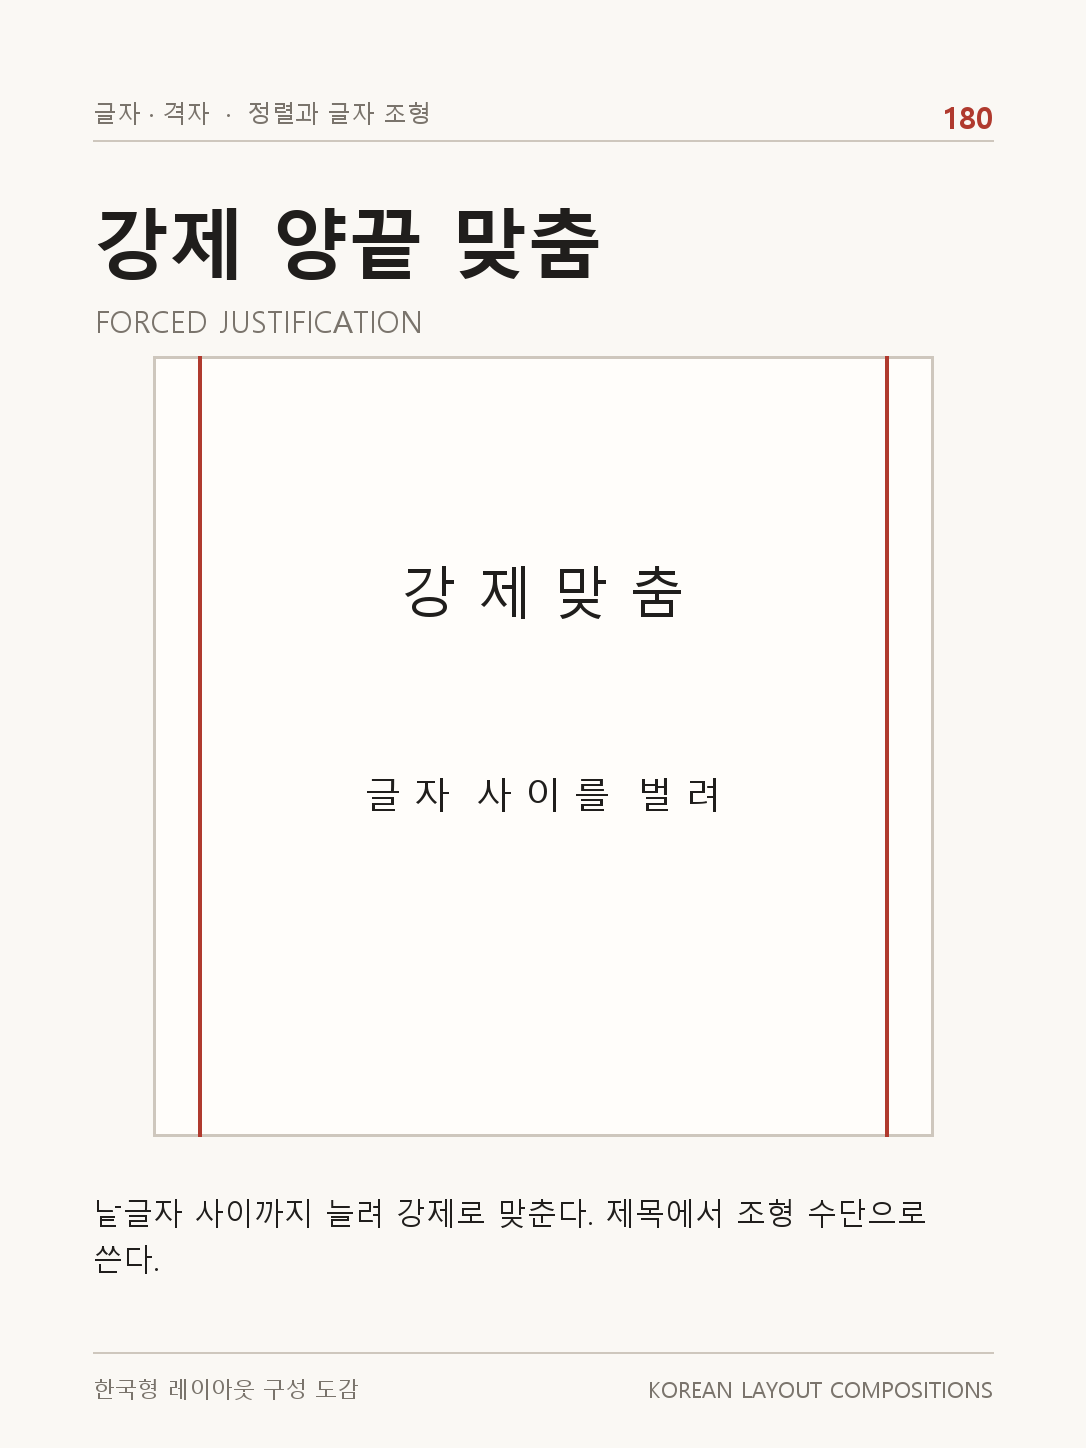 글자 · 격자 · 정렬과 글자 조형
180
강제 양끝 맞춤
FORCED JUSTIFICATION
강 제 맞 춤
글 자 사 이 를 벌 려
낱글자 사이까지 늘려 강제로 맞춘다. 제목에서 조형 수단으로
쓴다.
한국형 레이아웃 구성 도감
KOREAN LAYOUT COMPOSITIONS